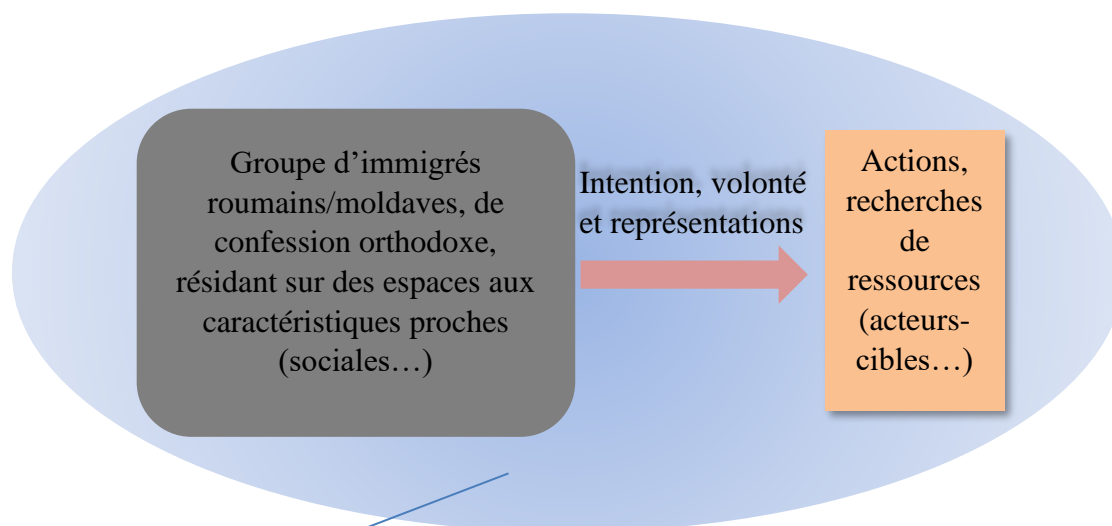 Groupe d’immigrés
roumains/moldaves, de
confession orthodoxe,
résidant sur des espaces aux
caractéristiques proches
(sociales…)
Intention, volonté
et représentations
Actions,
recherches
de
ressources
(acteurs-
cibles…)